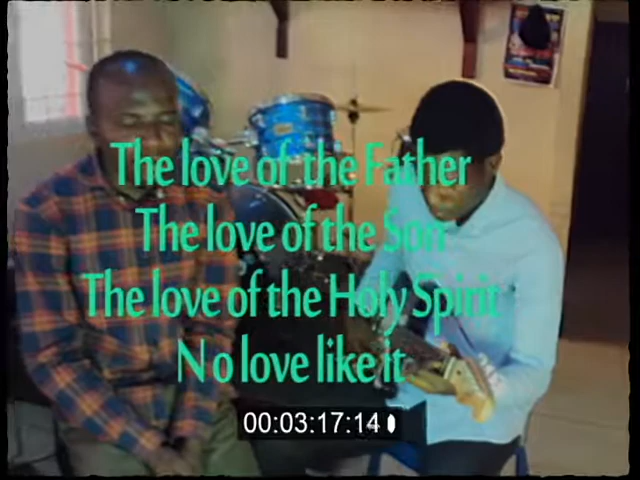 The love of the Father
The love of the Son
The love of the Holy Spirit
No love like it
00:03:17:14